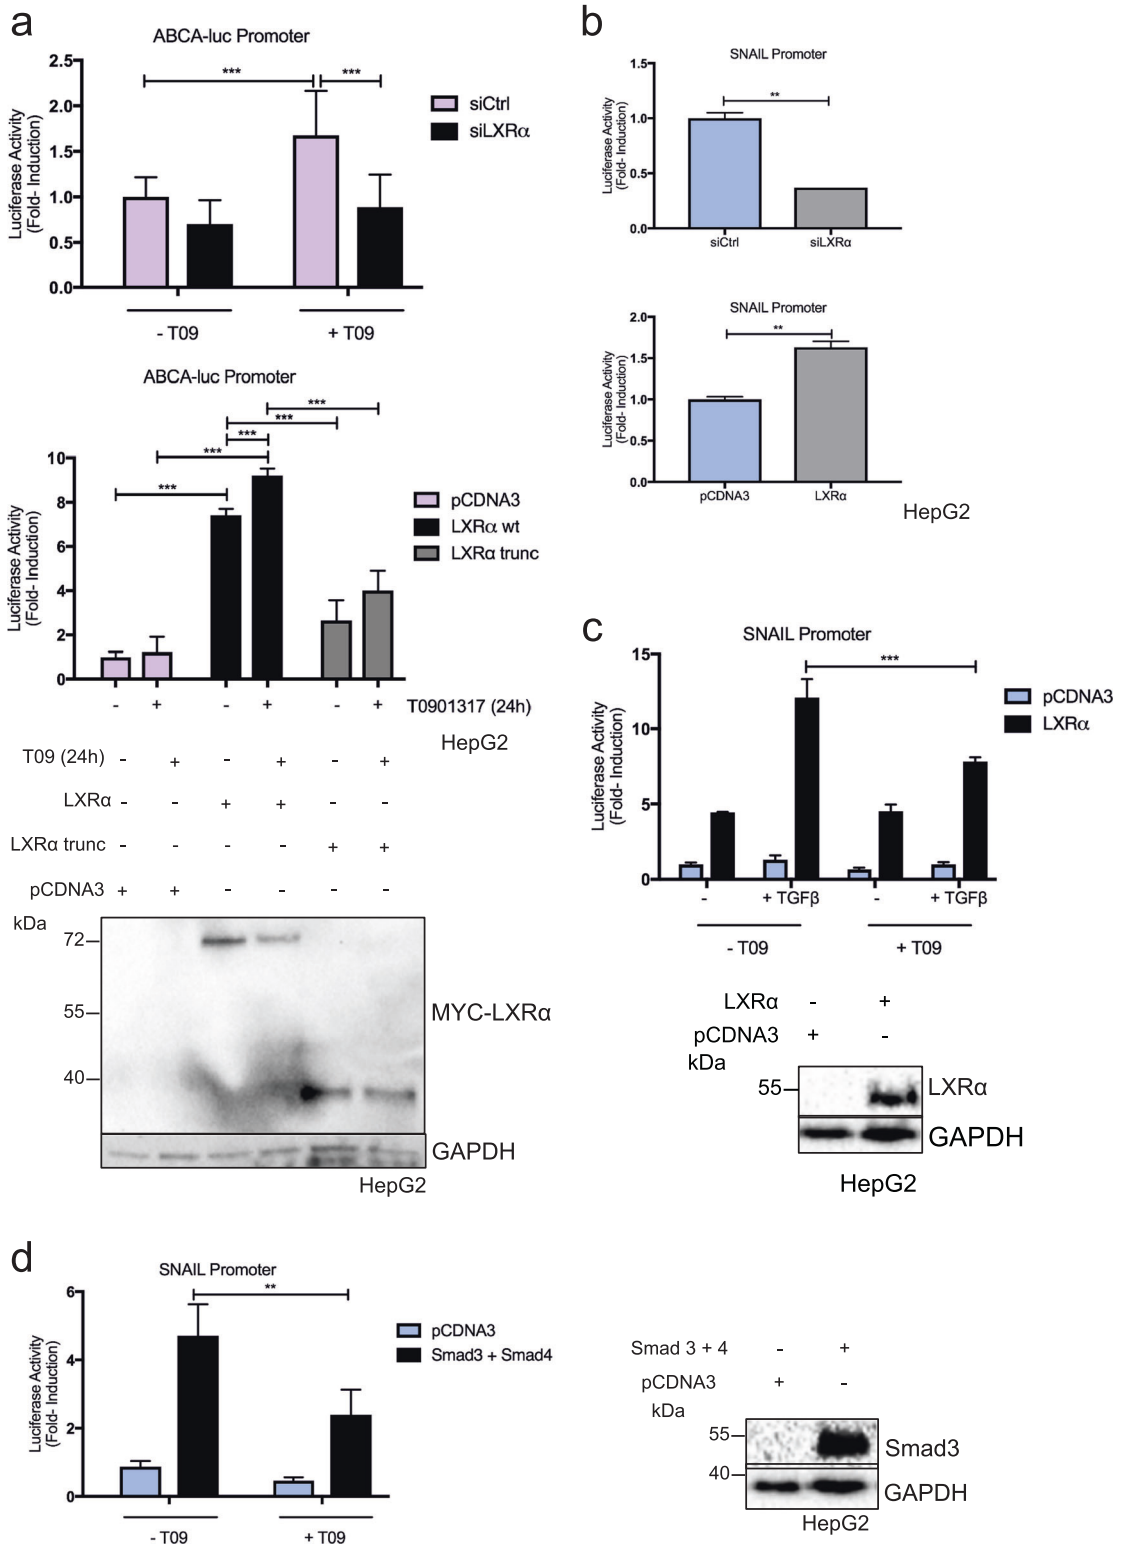 a
ABCA-luc Promoter
Luciferase Activity
(Fold- Induction)
2.5
2.0
1.5
1.0
0.5
0.0
***
***
siCtrl
siLXRα
- T09
+ T09
ABCA-luc Promoter
Luciferase Activity
(Fold- Induction)
10
8
6
4
2
0
***
***
***
***
***
pCDNA3
LXRα wt
LXRα trunc
- + - + - + T0901317 (24h)
HepG2
T09 (24h) - + - + - +
LXRα - - + + - -
LXRα trunc - - - - + +
pCDNA3 + + - - - -
kDa
72
55
40
MYC-LXRα
GAPDH
HepG2
b
SNAIL Promoter
Luciferase Activity
(Fold- Induction)
1.5
1.0
0.5
0.0
**
siCtrl siLXRα
SNAIL Promoter
Luciferase Activity
(Fold- Induction)
2.0
1.5
1.0
0.5
0.0
**
pCDNA3 LXRα
HepG2
c
SNAIL Promoter
Luciferase Activity
(Fold- Induction)
15
10
5
0
***
pCDNA3
LXRα
- + TGFβ - + TGFβ
- T09 + T09
LXRα - +
pCDNA3 + -
kDa
55
LXRα
GAPDH
HepG2
d
SNAIL Promoter
Luciferase Activity
(Fold- Induction)
6
4
2
0
**
pCDNA3
Smad3 + Smad4
- T09 + T09
Smad 3 + 4 - +
pCDNA3 + -
kDa
55
40
Smad3
GAPDH
HepG2